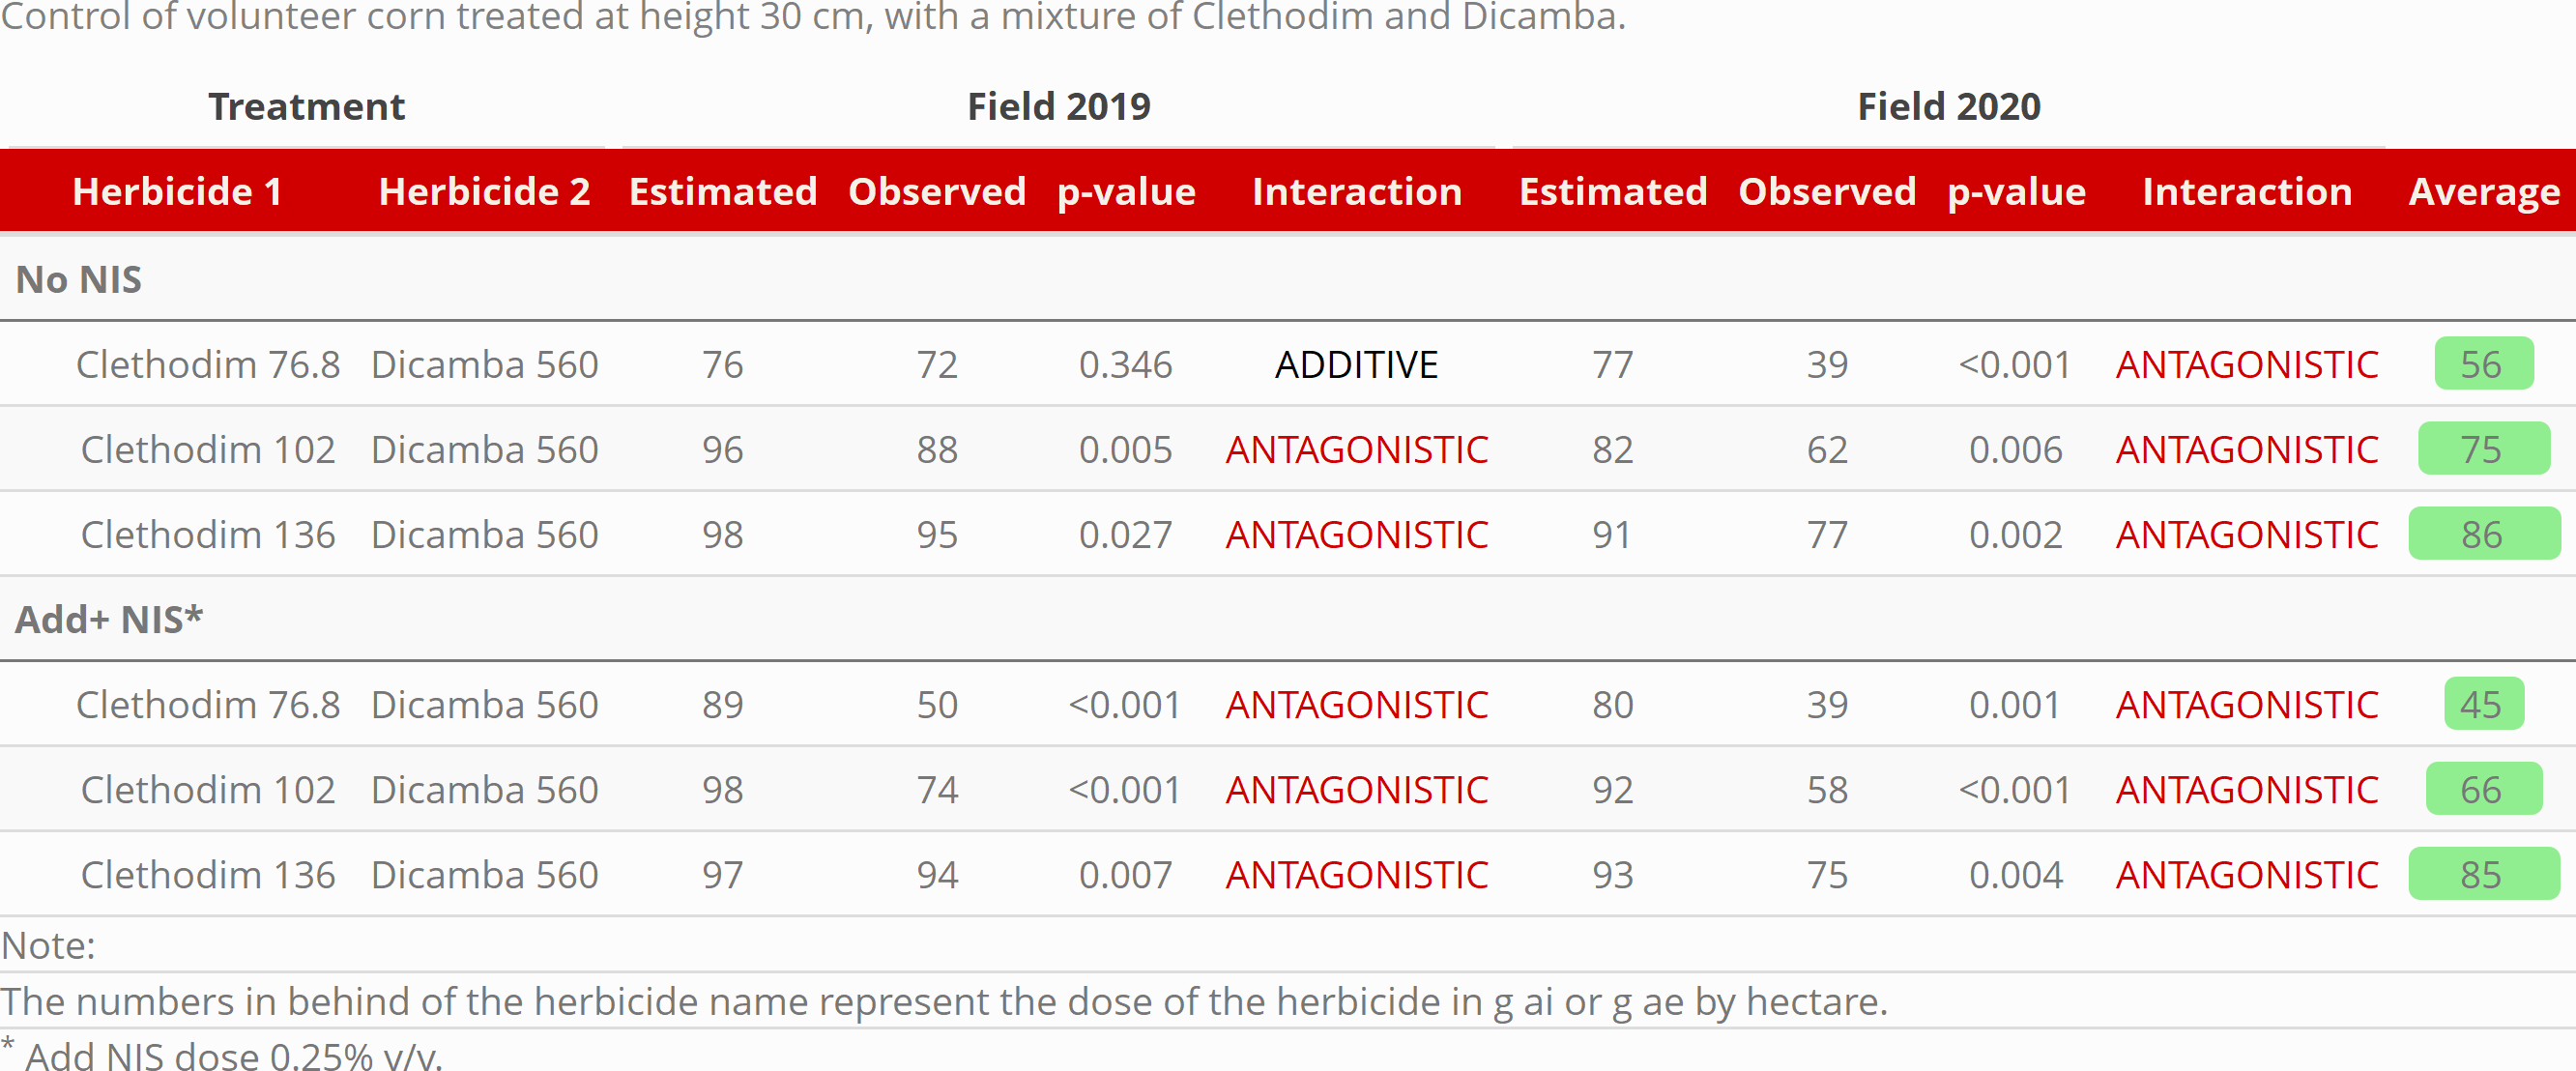 Control of volunteer corn treated at height 30 cm, with a mixture of Clethodim and Dicamba.
Treatment Field 2019 Field 2020
Herbicide 1 Herbicide 2 Estimated Observed p-value Interaction Estimated Observed p-value Interaction Average
No NIS
Clethodim 76.8 Dicamba 560 76 72 0.346 ADDITIVE 77 39 <0.001 ANTAGONISTIC 56
Clethodim 102 Dicamba 560 96 88 0.005 ANTAGONISTIC 82 62 0.006 ANTAGONISTIC 75
Clethodim 136 Dicamba 560 98 95 0.027 ANTAGONISTIC 91 77 0.002 ANTAGONISTIC 86
Add+ NIS*
Clethodim 76.8 Dicamba 560 89 50 <0.001 ANTAGONISTIC 80 39 0.001 ANTAGONISTIC 45
Clethodim 102 Dicamba 560 98 74 <0.001 ANTAGONISTIC 92 58 <0.001 ANTAGONISTIC 66
Clethodim 136 Dicamba 560 97 94 0.007 ANTAGONISTIC 93 75 0.004 ANTAGONISTIC 85
Note:
The numbers in behind of the herbicide name represent the dose of the herbicide in g ai or g ae by hectare.
* Add NIS dose 0.25% v/v.